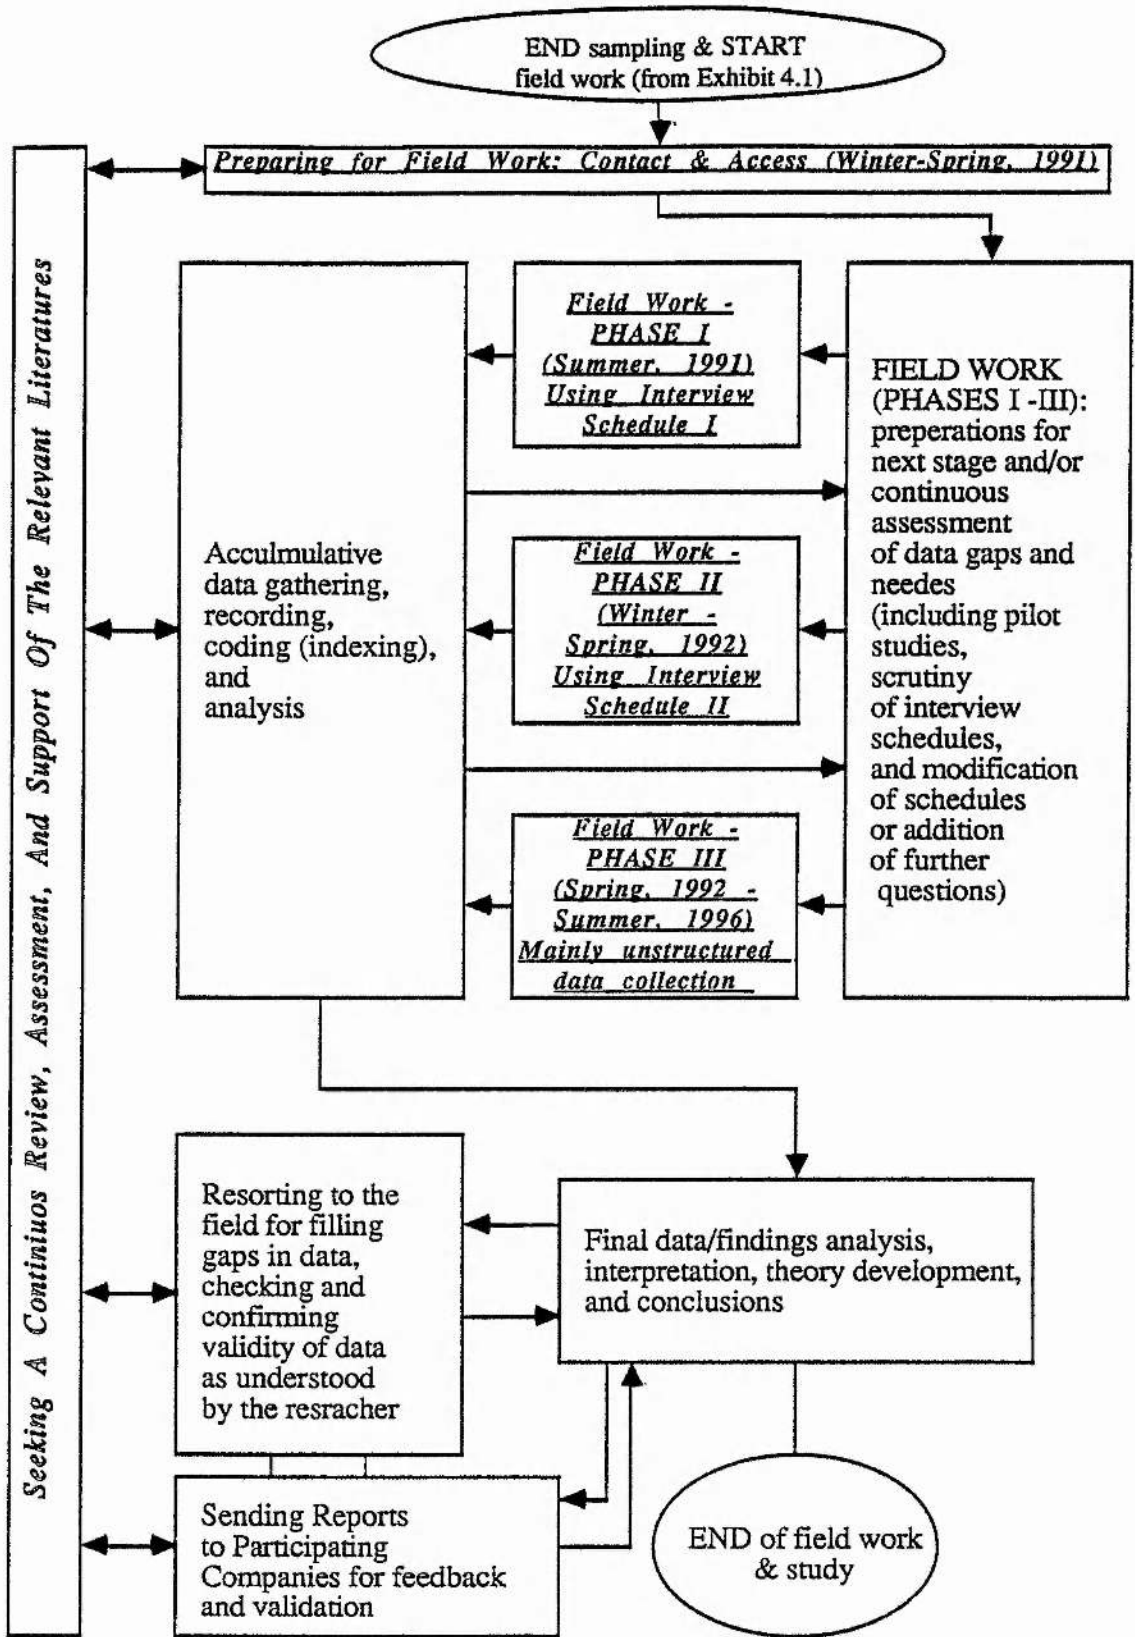 END sampling & START
field work (from Exhibit 4.1)
Preparing for Field Work: Contact & Access (Winter-Spring, 1991)
Seeking A Continiuos Review, Assessment, And Support Of The Relevant Literatures
Acculmulative
data gathering,
recording,
coding (indexing),
and
analysis
Field Work -
PHASE I
(Summer, 1991)
Using Interview
Schedule I
Field Work -
PHASE II
(Winter -
Spring, 1992)
Using Interview
Schedule II
Field Work -
PHASE III
(Spring, 1992 -
Summer, 1996)
Mainly unstructured
data collection
FIELD WORK
(PHASES I -III):
preperations for
next stage and/or
continuous
assessment
of data gaps and
needes
(including pilot
studies,
scrutiny
of interview
schedules,
and modification
of schedules
or addition
of further
questions)
Resorting to the
field for filling
gaps in data,
checking and
confirming
validity of data
as understood
by the resracher
Final data/findings analysis,
interpretation, theory development,
and conclusions
Sending Reports
to Participating
Companies for feedback
and validation
END of field work
& study